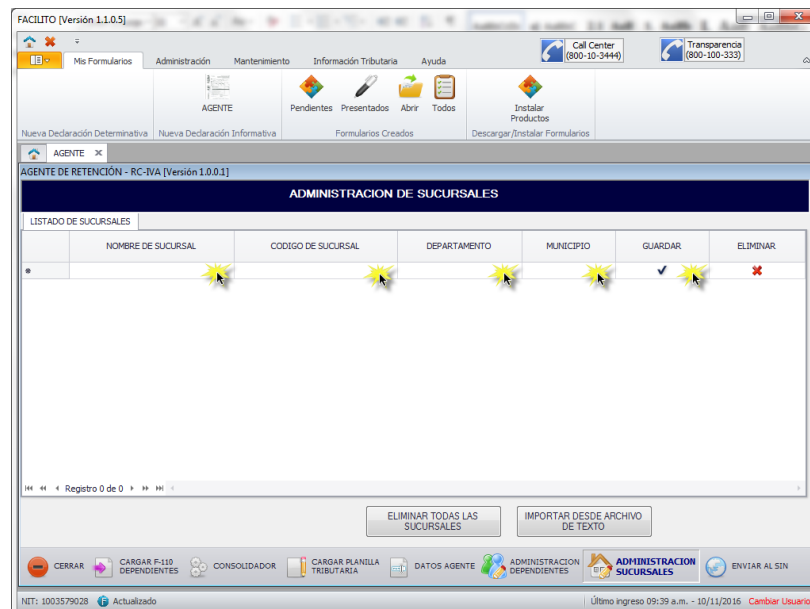 FACILITO [Versión 1.1.0.5]
Call Center
(800-10-3444)
Transparencia
(800-100-333)
Mis Formularios Administración Mantenimiento Información Tributaria Ayuda
AGENTE Pendientes Presentados Abrir Todos Instalar
Productos
Nueva Declaración Determinativa Nueva Declaración Informativa Formularios Creados Descargar/Instalar Formularios
AGENTE
AGENTE DE RETENCIÓN - RC-IVA [Versión 1.0.0.1]
ADMINISTRACION DE SUCURSALES
LISTADO DE SUCURSALES
NOMBRE DE SUCURSAL CODIGO DE SUCURSAL DEPARTAMENTO MUNICIPIO GUARDAR ELIMINAR
Registro 0 de 0
ELIMINAR TODAS LAS
SUCURSALES
IMPORTAR DESDE ARCHIVO
DE TEXTO
CERRAR
CARGAR F-110
DEPENDIENTES
CONSOLIDADOR
CARGAR PLANILLA
TRIBUTARIA
DATOS AGENTE
ADMINISTRACION
DEPENDIENTES
ADMINISTRACION
SUCURSALES
ENVIAR AL SIN
NIT: 1003579028 Actualizado Último ingreso 09:39 a.m. - 10/11/2016 Cambiar Usuario